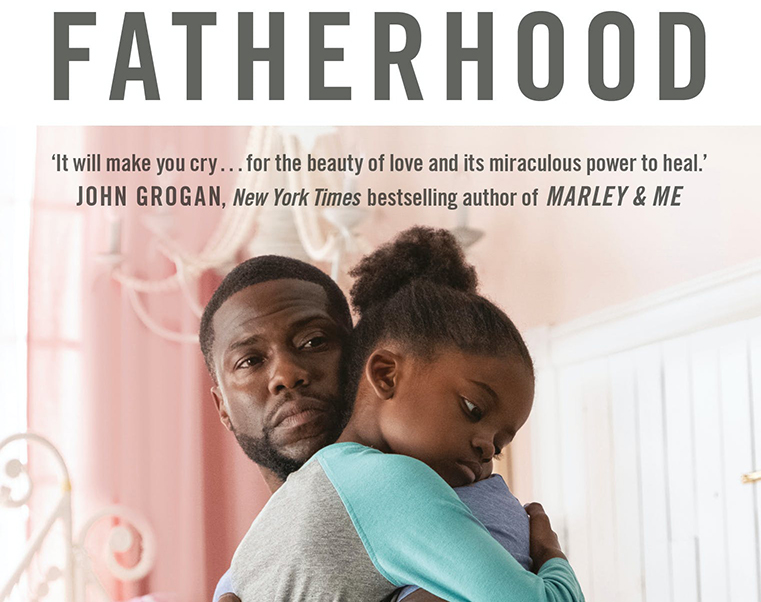 FATHERHOOD
‘It will make you cry . . . for the beauty of love and its miraculous power to heal.’
JOHN GROGAN, New York Times bestselling author of MARLEY & ME